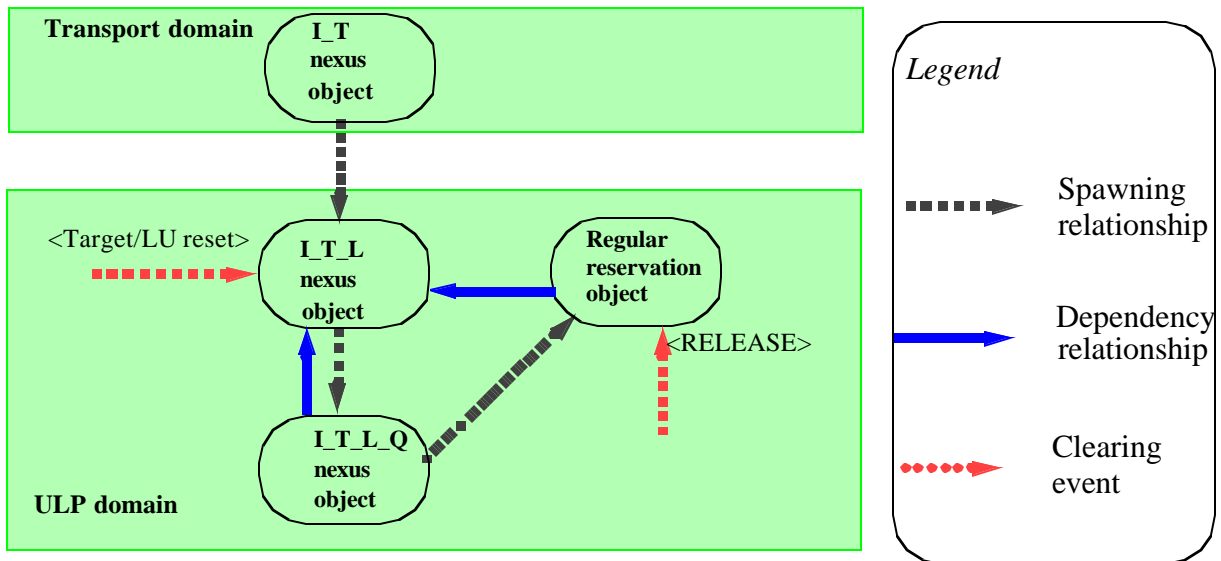 Transport domain
I_T
nexus
object
<Target/LU reset>
I_T_L
nexus
object
Regular
reservation
object
<RELEASE>
I_T_L_Q
nexus
object
ULP domain
Legend
Spawning
relationship
Dependency
relationship
Clearing
event